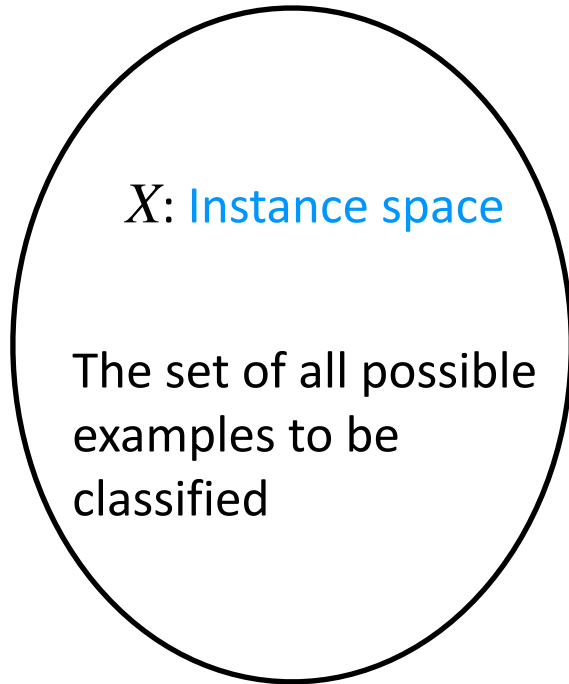 X: Instance space
The set of all possible
examples to be
classified